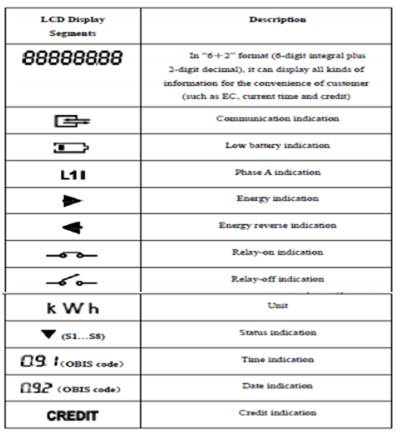 LCD Display
Segments
Description
888888.88
In "6+2" format (6-digit integral plus
2-digit decimal), it can display all kinds of
information for the convenience of customer
(such as EC, current time and credit)
Communication indication
Low battery indication
L1I
Phase A indication
Energy indication
Energy reverse indication
Relay-on indication
Relay-off indication
k W h
Unit
(S1...S8)
Status indication
0.9.1 (OBIS code)
Time indication
0.9.2 (OBIS code)
Date indication
CREDIT
Credit indication